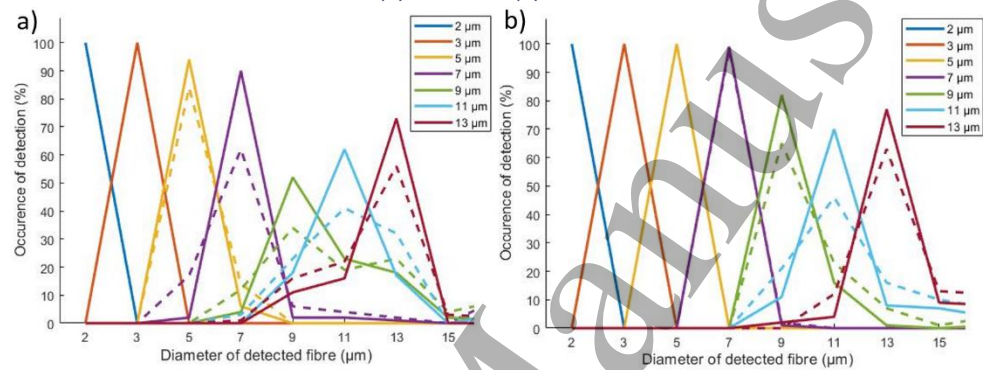 a)
Occurence of detection (%)
100
90
80
70
60
50
40
30
20
10
0
2 3 5 7 9 11 13 15
Diameter of detected fibre (µm)
2 µm
3 µm
5 µm
7 µm
9 µm
11 µm
13 µm
b)
Occurence of detection (%)
100
90
80
70
60
50
40
30
20
10
0
2 3 5 7 9 11 13 15
Diameter of detected fibre (µm)
2 µm
3 µm
5 µm
7 µm
9 µm
11 µm
13 µm
Manus